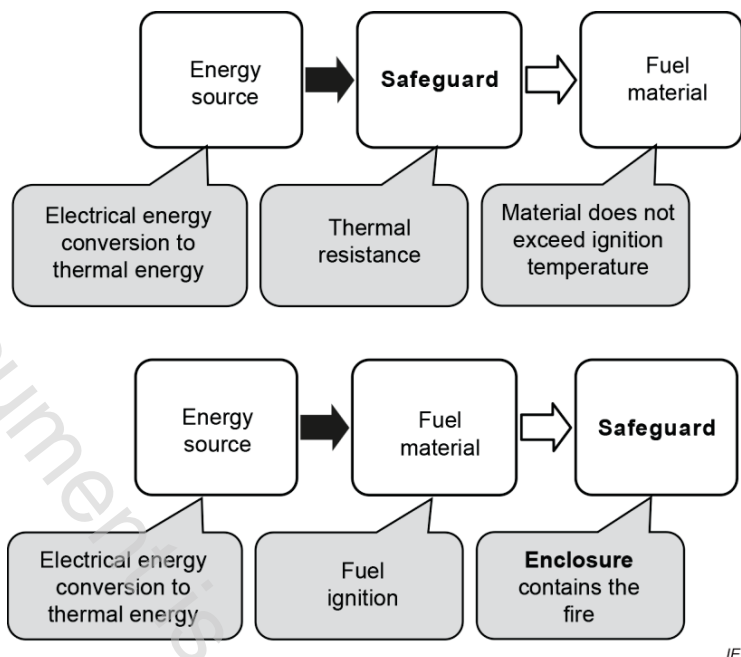 Energy
source
Safeguard
Fuel
material
Electrical energy
conversion to
thermal energy
Thermal
resistance
Material does not
exceed ignition
temperature
Energy
source
Fuel
material
Safeguard
Electrical energy
conversion to
thermal energy
Fuel
ignition
Enclosure
contains the
fire